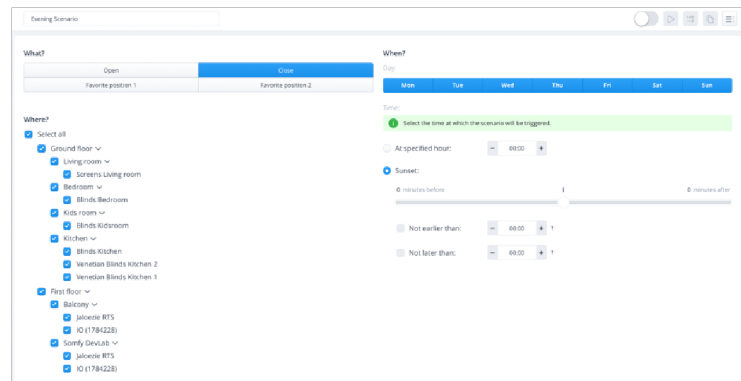 Evening Scenario
What?
Open
Close
Favorite position 1
Favorite position 2
Where?
Select all
Ground floor
Living room
Screens Living room
Bedroom
Blinds Bedroom
Kids room
Blinds Kidsroom
Kitchen
Blinds Kitchen
Venetian Blinds Kitchen 2
Venetian Blinds Kitchen 1
First floor
Balcony
Jaloezie RTS
IO (1784228)
Somfy DevLab
Jaloezie RTS
IO (1784228)
When?
Day:
Mon Tue Wed Thu Fri Sat Sun
Time:
Select the time at which the scenario will be triggered.
At specified hour: − 00:00 +
Sunset:
0 minutes before
0 minutes after
Not earlier than: − 00:00 + ?
Not later than: − 00:00 + ?